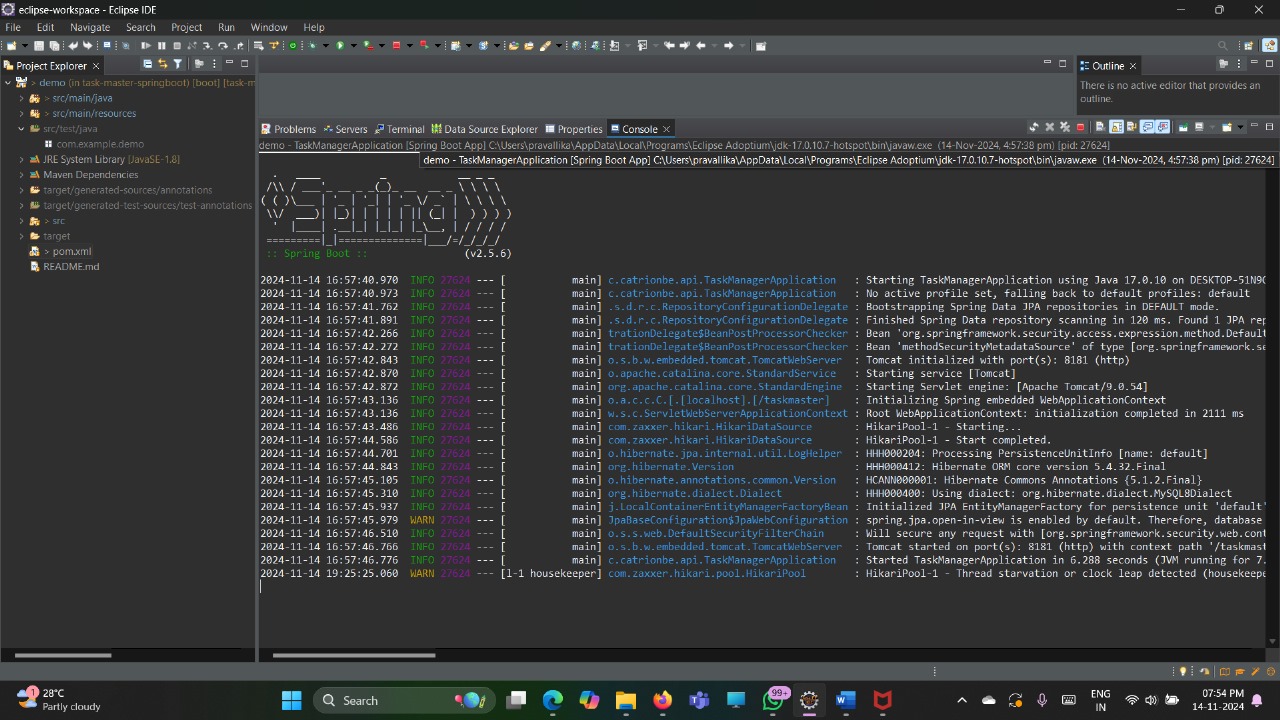 eclipse-workspace - Eclipse IDE
File Edit Navigate Search Project Run Window Help
Project Explorer
demo (in task-master-springboot) [boot] [task-m
> src/main/java
> src/main/resources
src/test/java
com.example.demo
JRE System Library [JavaSE-1.8]
Maven Dependencies
target/generated-sources/annotations
target/generated-test-sources/test-annotations
> src
target
> pom.xml
README.md
Outline
There is no active editor that provides an
outline.
Problems Servers Terminal Data Source Explorer Properties Console
demo - TaskManagerApplication [Spring Boot App] C:\Users\pravallika\AppData\Local\Programs\Eclipse Adoptium\jdk-17.0.10.7-hotspot\bin\javaw.exe (14-Nov-2024, 4:57:38 pm) [pid: 27624]
demo - TaskManagerApplication [Spring Boot App] C:\Users\pravallika\AppData\Local\Programs\Eclipse Adoptium\jdk-17.0.10.7-hotspot\bin\javaw.exe (14-Nov-2024, 4:57:38 pm) [pid: 27624]
Spring
:: Spring Boot :: (v2.5.6)
2024-11-14 16:57:40.970 INFO 27624 --- [ main] c.catrionbe.api.TaskManagerApplication : Starting TaskManagerApplication using Java 17.0.10 on DESKTOP-51N9C
2024-11-14 16:57:40.973 INFO 27624 --- [ main] c.catrionbe.api.TaskManagerApplication : No active profile set, falling back to default profiles: default
2024-11-14 16:57:41.762 INFO 27624 --- [ main] .s.d.r.c.RepositoryConfigurationDelegate : Bootstrapping Spring Data JPA repositories in DEFAULT mode.
2024-11-14 16:57:41.891 INFO 27624 --- [ main] .s.d.r.c.RepositoryConfigurationDelegate : Finished Spring Data repository scanning in 120 ms. Found 1 JPA rep
2024-11-14 16:57:42.266 INFO 27624 --- [ main] trationDelegate$BeanPostProcessorChecker : Bean 'org.springframework.security.access.expression.method.Default
2024-11-14 16:57:42.272 INFO 27624 --- [ main] trationDelegate$BeanPostProcessorChecker : Bean 'methodSecurityMetadataSource' of type [org.springframework.se
2024-11-14 16:57:42.843 INFO 27624 --- [ main] o.s.b.w.embedded.tomcat.TomcatWebServer : Tomcat initialized with port(s): 8181 (http)
2024-11-14 16:57:42.870 INFO 27624 --- [ main] o.apache.catalina.core.StandardService : Starting service [Tomcat]
2024-11-14 16:57:42.872 INFO 27624 --- [ main] org.apache.catalina.core.StandardEngine : Starting Servlet engine: [Apache Tomcat/9.0.54]
2024-11-14 16:57:43.136 INFO 27624 --- [ main] o.a.c.c.C.[.[localhost].[/taskmaster] : Initializing Spring embedded WebApplicationContext
2024-11-14 16:57:43.136 INFO 27624 --- [ main] w.s.c.ServletWebServerApplicationContext : Root WebApplicationContext: initialization completed in 2111 ms
2024-11-14 16:57:43.486 INFO 27624 --- [ main] com.zaxxer.hikari.HikariDataSource : HikariPool-1 - Starting...
2024-11-14 16:57:44.586 INFO 27624 --- [ main] com.zaxxer.hikari.HikariDataSource : HikariPool-1 - Start completed.
2024-11-14 16:57:44.701 INFO 27624 --- [ main] o.hibernate.jpa.internal.util.LogHelper : HHH000204: Processing PersistenceUnitInfo [name: default]
2024-11-14 16:57:44.843 INFO 27624 --- [ main] org.hibernate.Version : HHH000412: Hibernate ORM core version 5.4.32.Final
2024-11-14 16:57:45.105 INFO 27624 --- [ main] o.hibernate.annotations.common.Version : HCANN000001: Hibernate Commons Annotations {5.1.2.Final}
2024-11-14 16:57:45.310 INFO 27624 --- [ main] org.hibernate.dialect.Dialect : HHH000400: Using dialect: org.hibernate.dialect.MySQL8Dialect
2024-11-14 16:57:45.937 INFO 27624 --- [ main] j.LocalContainerEntityManagerFactoryBean : Initialized JPA EntityManagerFactory for persistence unit 'default'
2024-11-14 16:57:45.979 WARN 27624 --- [ main] JpaBaseConfiguration$JpaWebConfiguration : spring.jpa.open-in-view is enabled by default. Therefore, database
2024-11-14 16:57:46.510 INFO 27624 --- [ main] o.s.s.web.DefaultSecurityFilterChain : Will secure any request with [org.springframework.security.web.cont
2024-11-14 16:57:46.766 INFO 27624 --- [ main] o.s.b.w.embedded.tomcat.TomcatWebServer : Tomcat started on port(s): 8181 (http) with context path '/taskmast
2024-11-14 16:57:46.776 INFO 27624 --- [ main] c.catrionbe.api.TaskManagerApplication : Started TaskManagerApplication in 6.288 seconds (JVM running for 7.
2024-11-14 19:25:25.060 WARN 27624 --- [l-1 housekeeper] com.zaxxer.hikari.pool.HikariPool : HikariPool-1 - Thread starvation or clock leap detected (housekeepe
1
28°C
Partly cloudy
Search
99+
ENG
IN
07:54 PM
14-11-2024